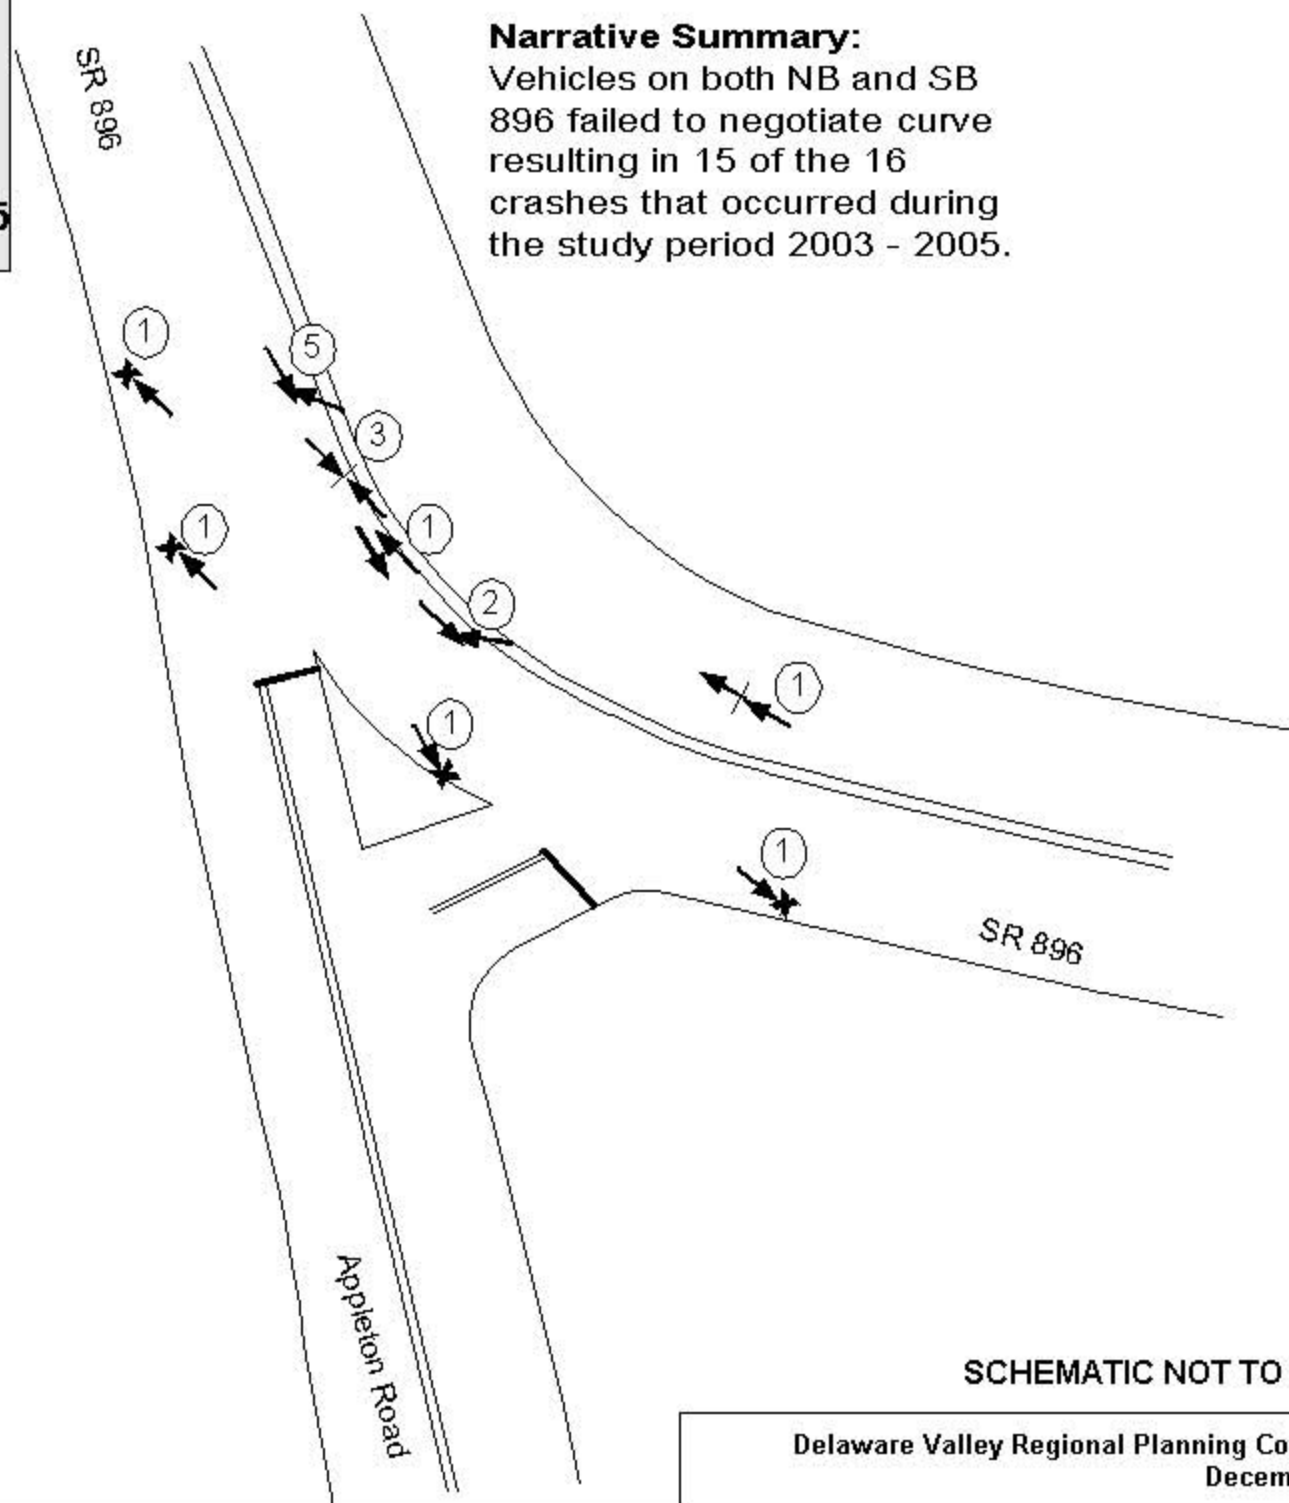 Narrative Summary:
Vehicles on both NB and SB
896 failed to negotiate curve
resulting in 15 of the 16
crashes that occurred during
the study period 2003 - 2005.
SR 896
5
1
5
3
1
1
2
1
1
1
SR 896
Appleton Road
SCHEMATIC NOT TO
Delaware Valley Regional Planning Co
Decem